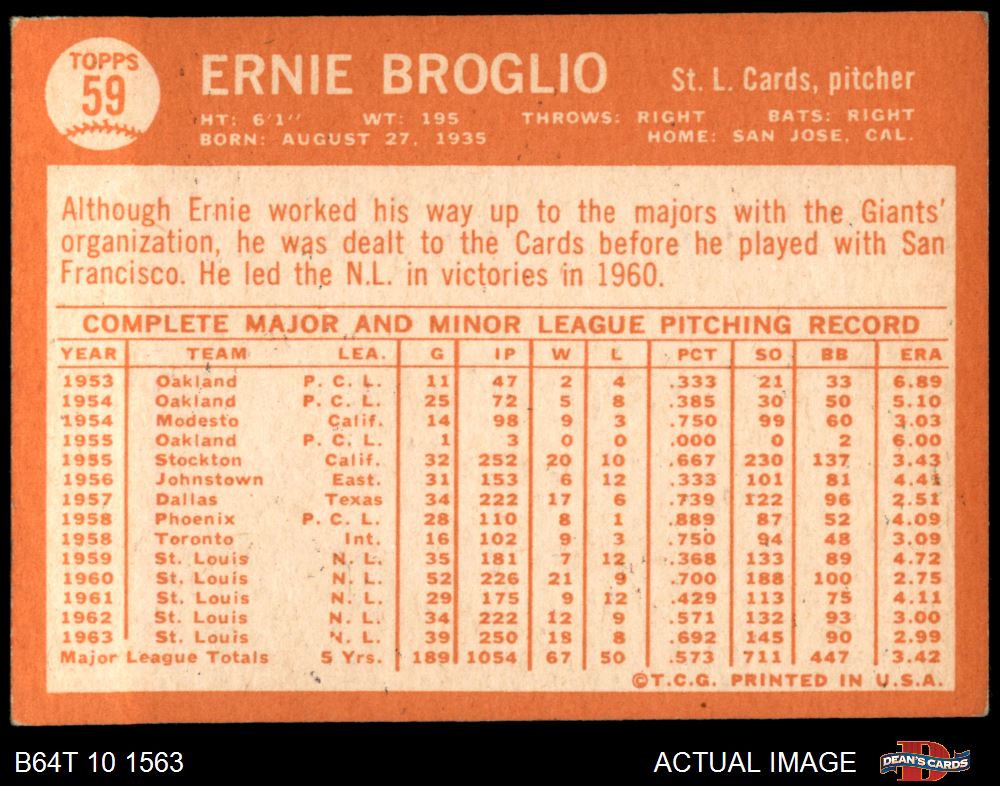 TOPPS
59
ERNIE BROGLIO
St. L. Cards, pitcher
HT: 6'1" WT: 195 THROWS: RIGHT BATS: RIGHT
BORN: AUGUST 27, 1935 HOME: SAN JOSE, CAL.
Although Ernie worked his way up to the majors with the Giants'
organization, he was dealt to the Cards before he played with San
Francisco. He led the N.L. in victories in 1960.
COMPLETE MAJOR AND MINOR LEAGUE PITCHING RECORD
YEAR TEAM LEA. G IP W L PCT SO BB ERA
1953 Oakland P. C. L. 11 47 2 4 .333 21 33 6.89
1954 Oakland P. C. L. 25 72 5 8 .385 30 50 5.10
1954 Modesto Calif. 14 98 9 3 .750 99 60 3.03
1955 Oakland P. C. L. 1 3 0 0 .000 0 2 6.00
1955 Stockton Calif. 32 252 20 10 .667 230 137 3.43
1956 Johnstown East. 31 153 6 12 .333 101 81 4.41
1957 Dallas Texas 34 222 17 6 .739 122 96 2.51
1958 Phoenix P. C. L. 28 110 8 1 .889 87 52 4.09
1958 Toronto Int. 16 102 9 3 .750 94 48 3.09
1959 St. Louis N. L. 35 181 7 12 .368 133 89 4.72
1960 St. Louis N. L. 52 226 21 9 .700 188 100 2.75
1961 St. Louis N. L. 29 175 9 12 .429 113 75 4.11
1962 St. Louis N. L. 34 222 12 9 .571 132 93 3.00
1963 St. Louis N. L. 39 250 18 8 .692 145 90 2.99
Major League Totals 5 Yrs. 189 1054 67 50 .573 711 447 3.42
©T.C.G. PRINTED IN U.S.A.
B64T 10 1563 ACTUAL IMAGE
DEAN'S CARDS